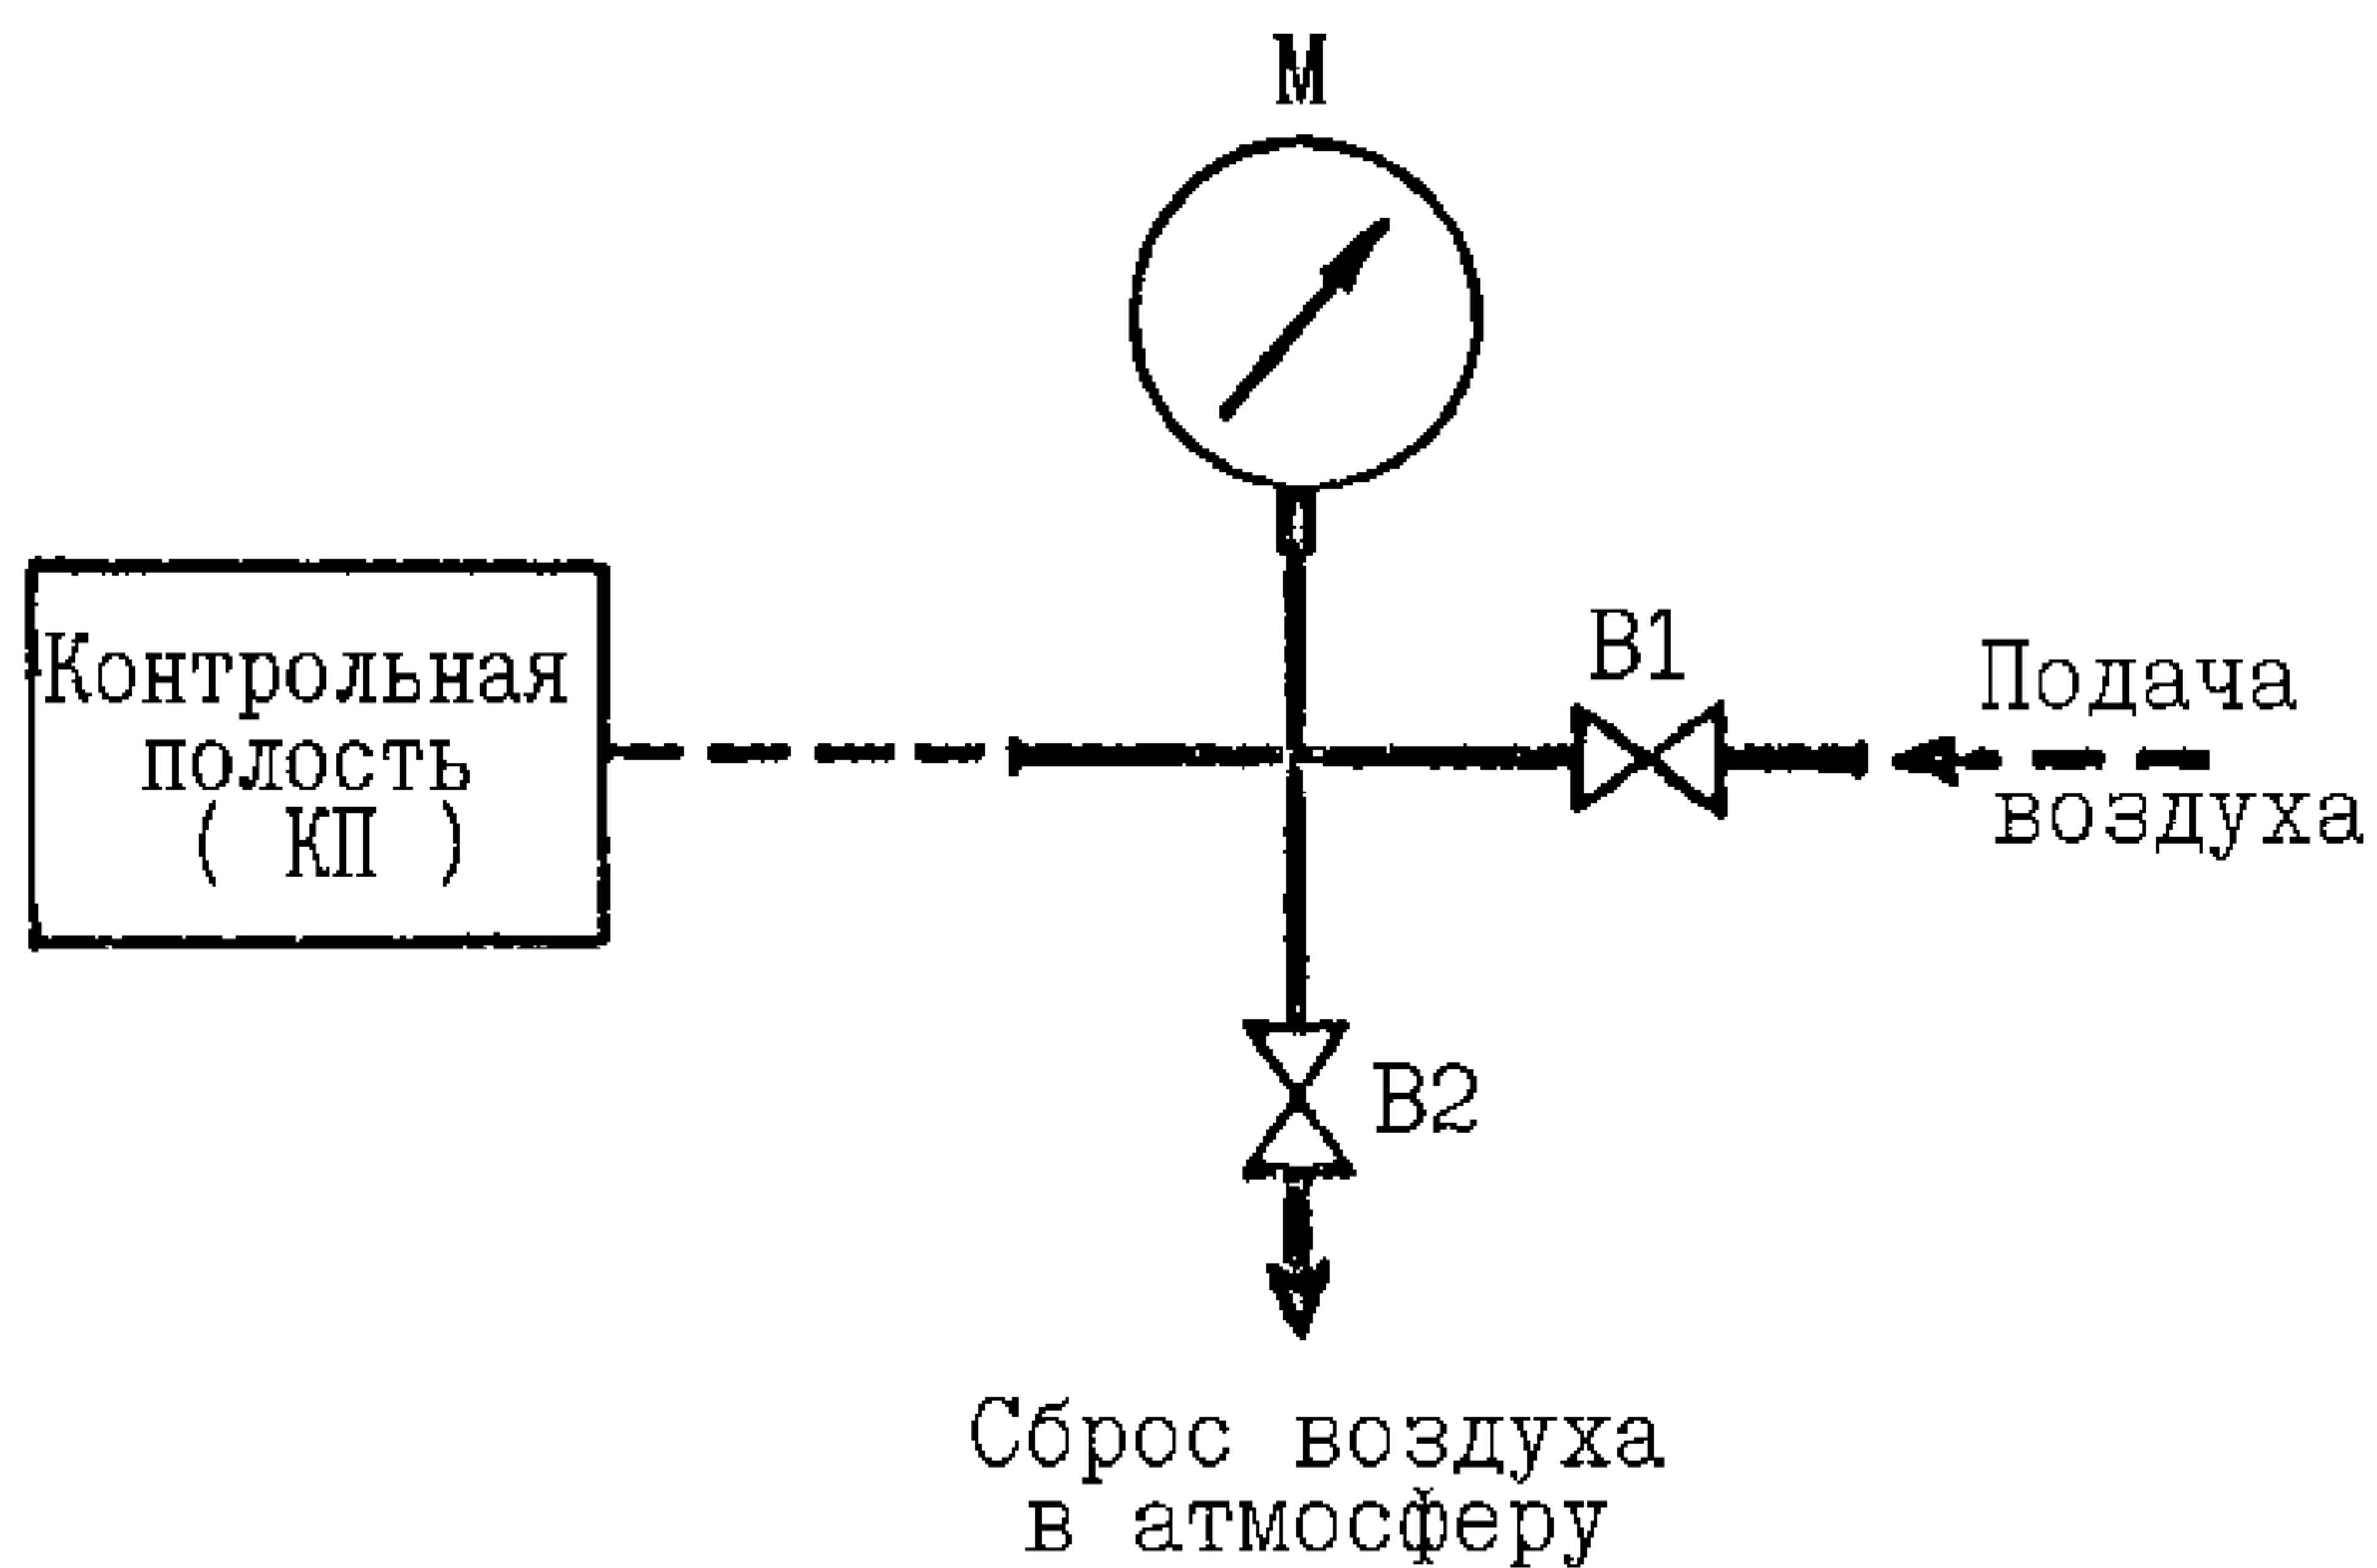 М
Контрольная
полость
( КП )
В1
Подача
воздуха
В2
Сброс воздуха
в атмосферу